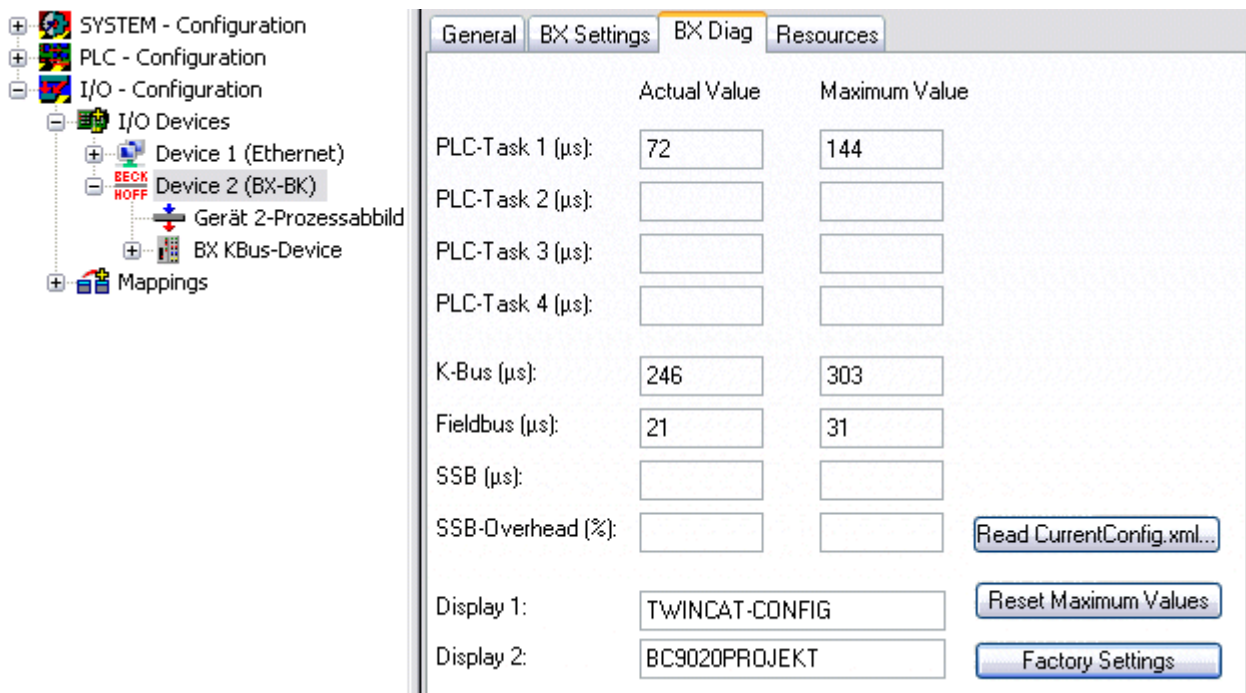 SYSTEM - Configuration
PLC - Configuration
I/O - Configuration
I/O Devices
Device 1 (Ethernet)
BECK
HOFF
Device 2 (BX-BK)
Gerät 2-Prozessabbild
BX KBus-Device
Mappings
General BX Settings BX Diag Resources
Actual Value Maximum Value
PLC-Task 1 (µs): 72 144
PLC-Task 2 (µs):
PLC-Task 3 (µs):
PLC-Task 4 (µs):
K-Bus (µs): 246 303
Fieldbus (µs): 21 31
SSB (µs):
SSB-Overhead (%): Read CurrentConfig.xml...
Display 1: TWINCAT-CONFIG Reset Maximum Values
Display 2: BC9020PROJEKT Factory Settings